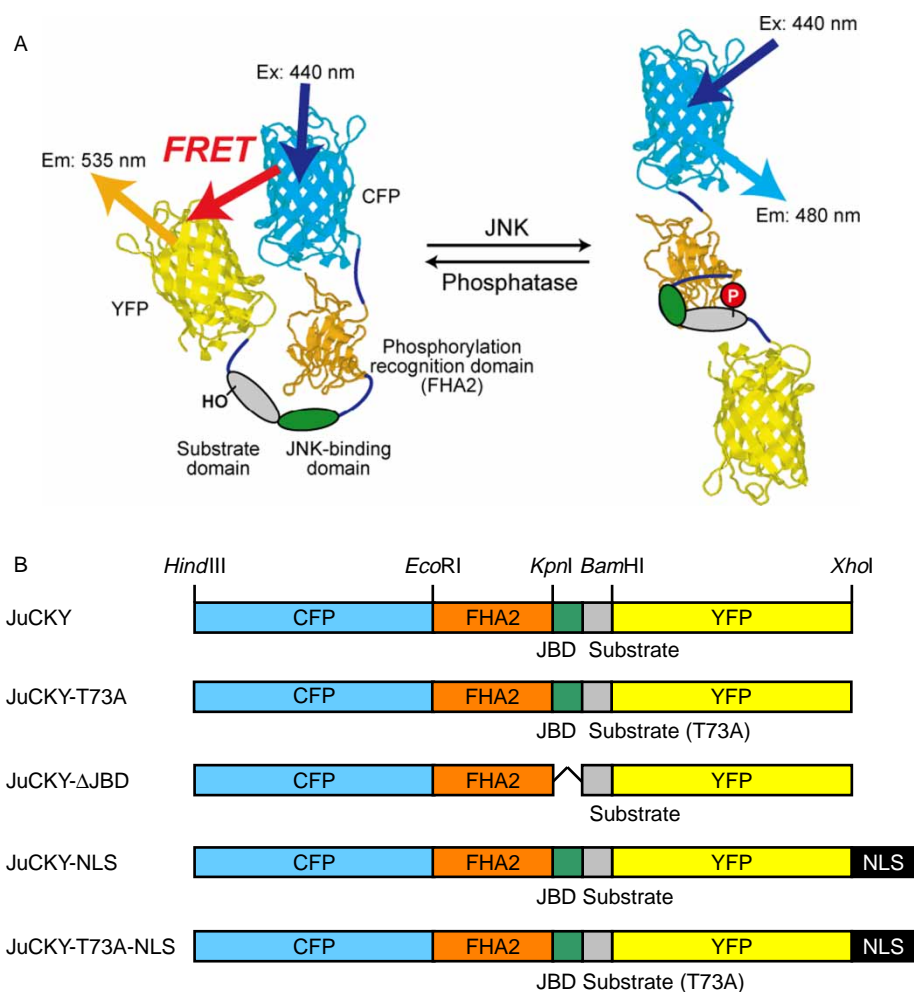 A
Ex: 440 nm
Ex: 440 nm
FRET
Em: 535 nm
CFP
JNK
Em: 480 nm
Phosphatase
P
YFP
Phosphorylation
recognition domain
(FHA2)
HO
Substrate
domain
JNK-binding
domain
B
HindIII EcoRI KpnI BamHI XhoI
JuCKY CFP FHA2 YFP
JBD Substrate
JuCKY-T73A CFP FHA2 YFP
JBD Substrate (T73A)
JuCKY-ΔJBD CFP FHA2 YFP
Substrate
JuCKY-NLS CFP FHA2 YFP NLS
JBD Substrate
JuCKY-T73A-NLS CFP FHA2 YFP NLS
JBD Substrate (T73A)